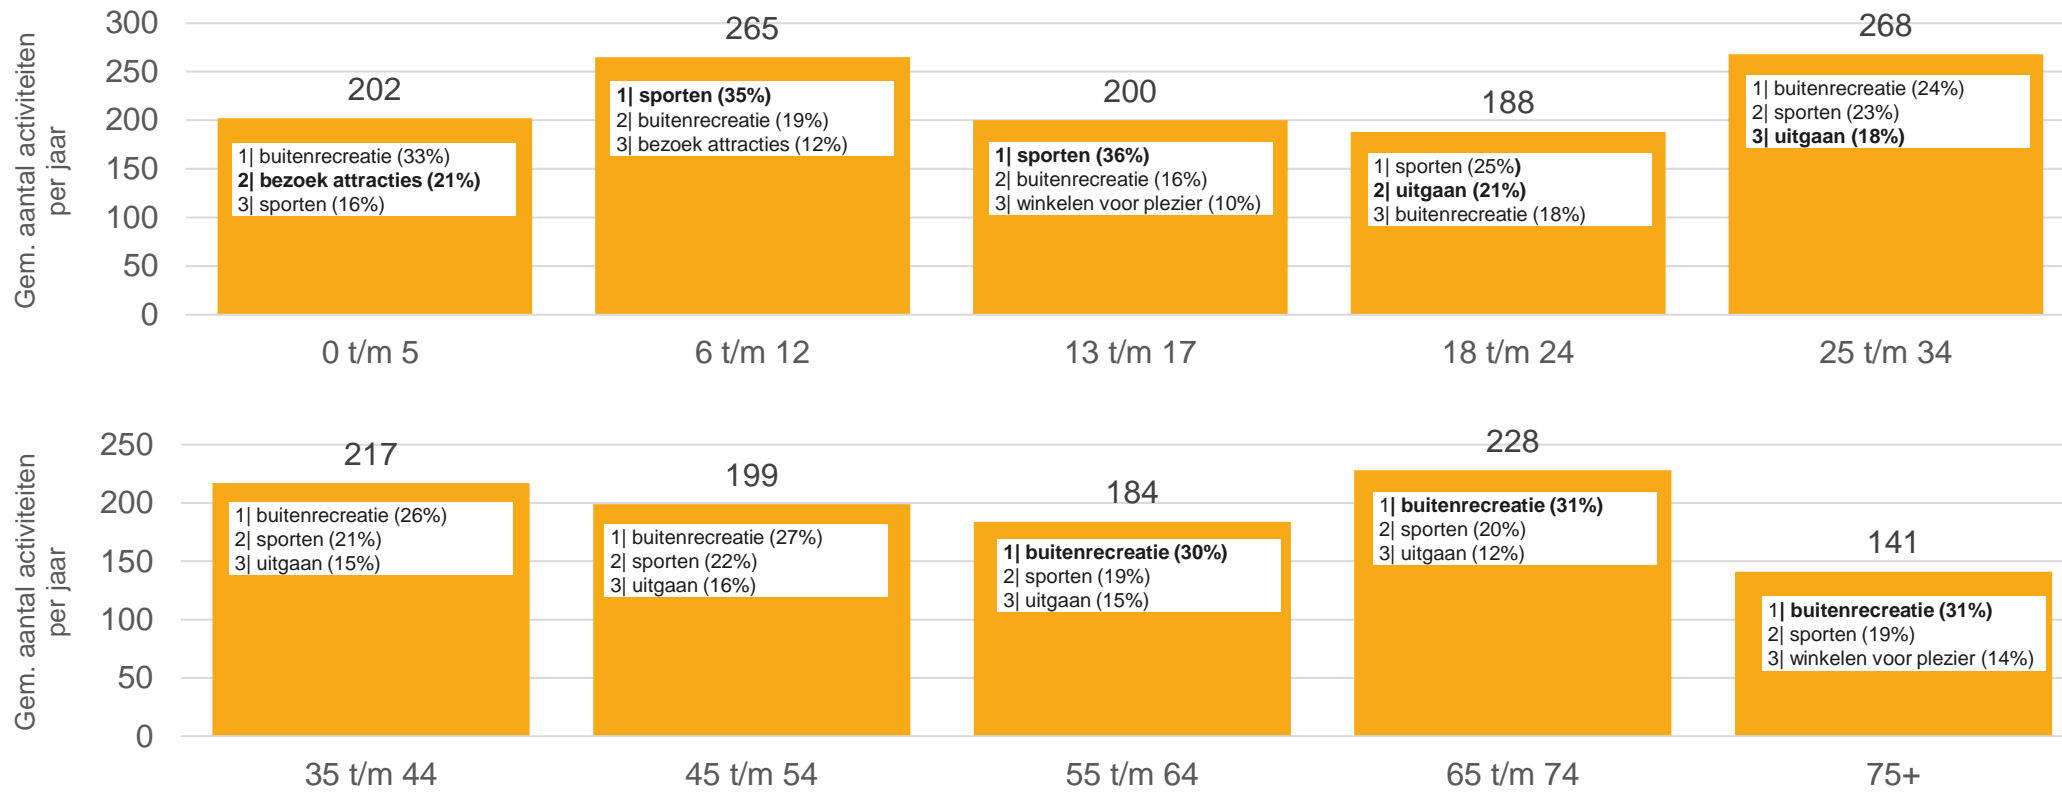 Gem. aantal activiteiten
per jaar
300
250
200
150
100
50
0
202
1| buitenrecreatie (33%)
2| bezoek attracties (21%)
3| sporten (16%)
0 t/m 5
265
1| sporten (35%)
2| buitenrecreatie (19%)
3| bezoek attracties (12%)
6 t/m 12
200
1| sporten (36%)
2| buitenrecreatie (16%)
3| winkelen voor plezier (10%)
13 t/m 17
188
1| sporten (25%)
2| uitgaan (21%)
3| buitenrecreatie (18%)
18 t/m 24
268
1| buitenrecreatie (24%)
2| sporten (23%)
3| uitgaan (18%)
25 t/m 34
Gem. aantal activiteiten
per jaar
250
200
150
100
50
0
217
1| buitenrecreatie (26%)
2| sporten (21%)
3| uitgaan (15%)
35 t/m 44
199
1| buitenrecreatie (27%)
2| sporten (22%)
3| uitgaan (16%)
45 t/m 54
184
1| buitenrecreatie (30%)
2| sporten (19%)
3| uitgaan (15%)
55 t/m 64
228
1| buitenrecreatie (31%)
2| sporten (20%)
3| uitgaan (12%)
65 t/m 74
141
1| buitenrecreatie (31%)
2| sporten (19%)
3| winkelen voor plezier (14%)
75+